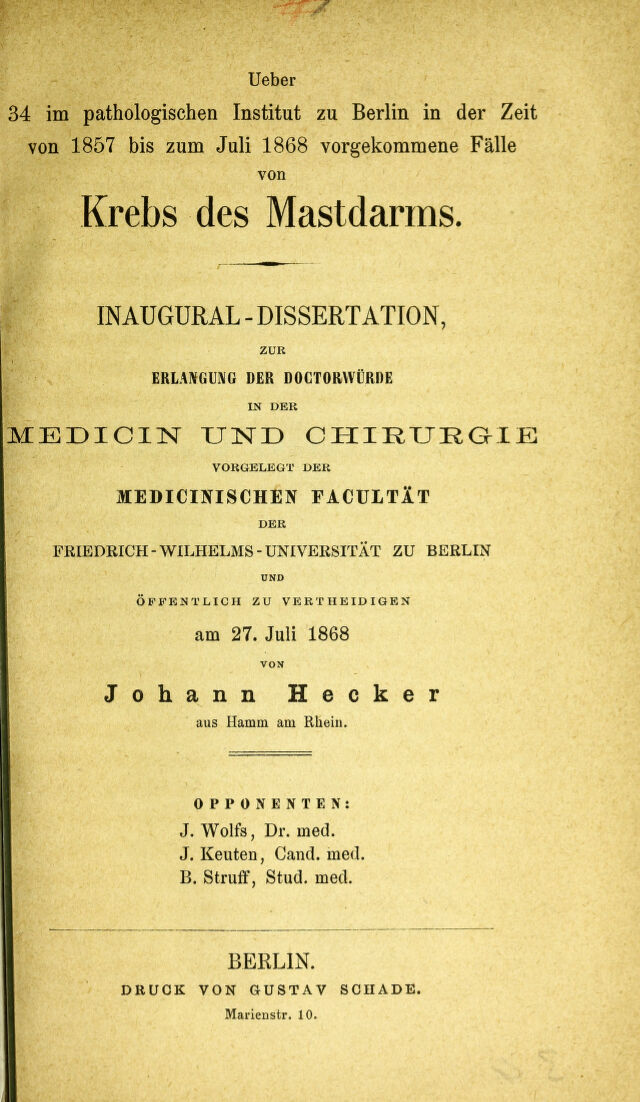 Ueber
34 im pathologischen Institut zu Berlin in der Zeit
von 1857 bis zum Juli 1868 vorgekommene Fälle
von
Krebs des Mastdarms.
INAUGURAL-DISSERTATION,
ZUR
ERLANGUNG DER DOCTORWÜRDE
IN DER
MEDICIN UND CHIRURGIE
VORGELEGT DER
MEDICINISCHEN FACULTÄT
DER
FRIEDRICH-WILHELMS-UNIVERSITÄT ZU BERLIN
UND
ÖFFENTLICH ZU VERTHEIDIGEN
am 27. Juli 1868
VON
Johann Hecker
aus Hamm am Rhein.
OPPONENTEN:
J. Wolfs, Dr. med.
J. Keuten, Cand. med.
B. Struff, Stud. med.
BERLIN.
DRUCK VON GUSTAV SCHADE.
Marienstr. 10.